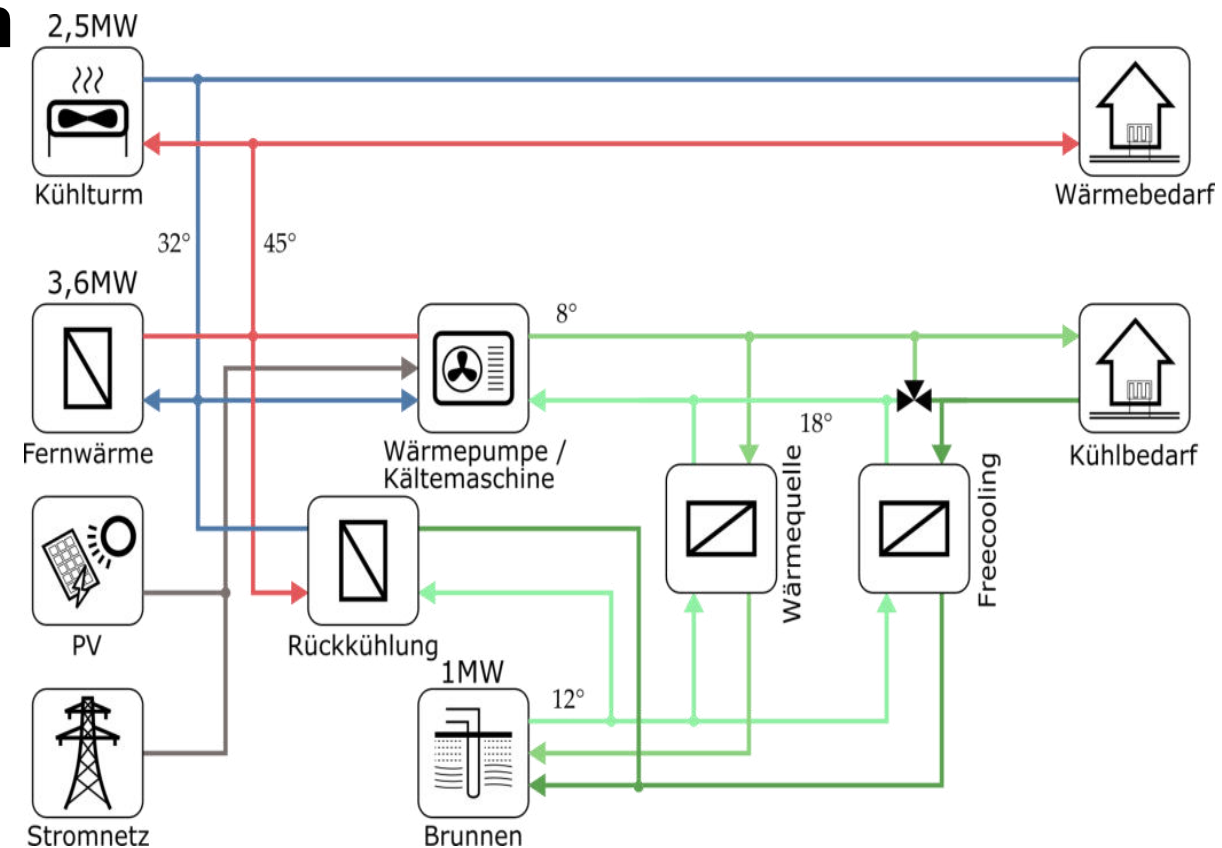 2,5MW
Kühlturm
Wärmebedarf
32°
45°
3,6MW
8°
Fernwärme
Wärmepumpe /
Kältemaschine
18°
Kühlbedarf
Wärmequelle
Freecooling
PV
Rückkühlung
1MW
12°
Stromnetz
Brunnen